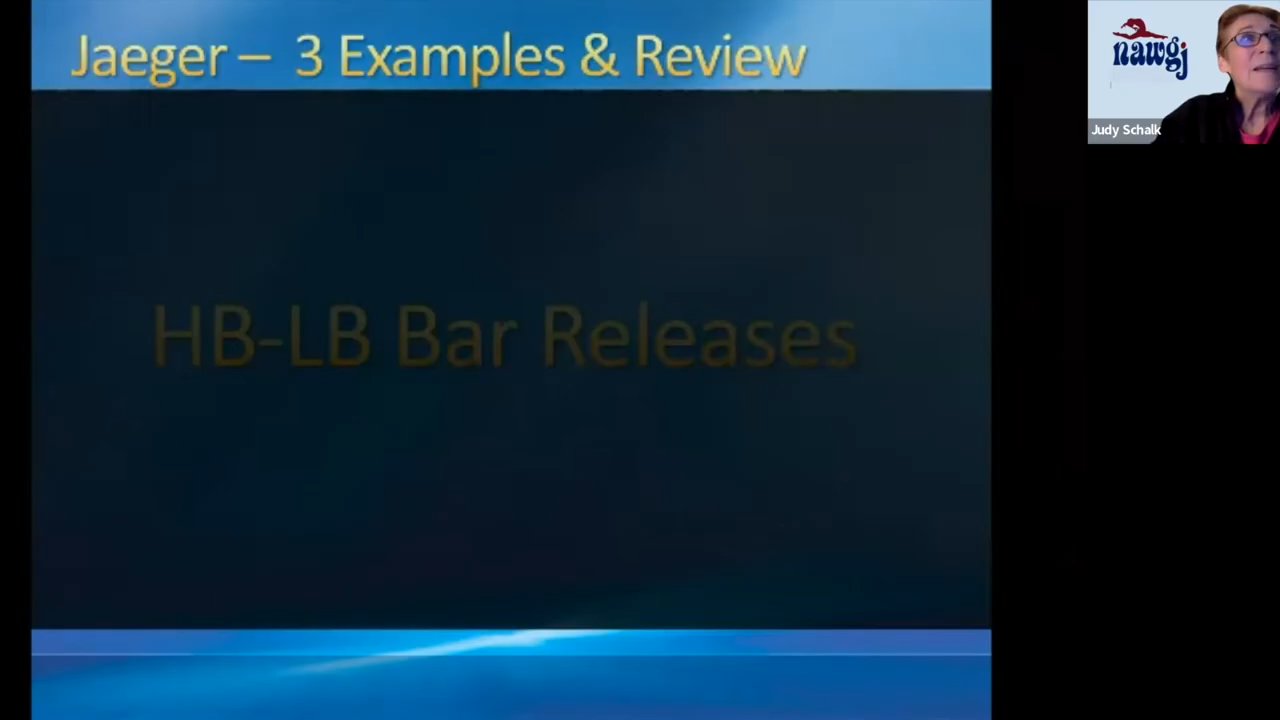 Jaeger – 3 Examples & Review
nawgj
Judy Schalk
HB-LB Bar Releases